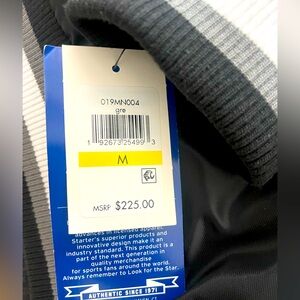 019MN004
gre
1 92673 25499 3
M
MSRP $225.00
advances in licensed apparel.
Starter's superior products and
innovative design make it an
industry standard. This product is a
part of the next generation in
quality merchandise
for sports fans around the world.
Always remember to Look for the Star.
AUTHENTIC SINCE 1971